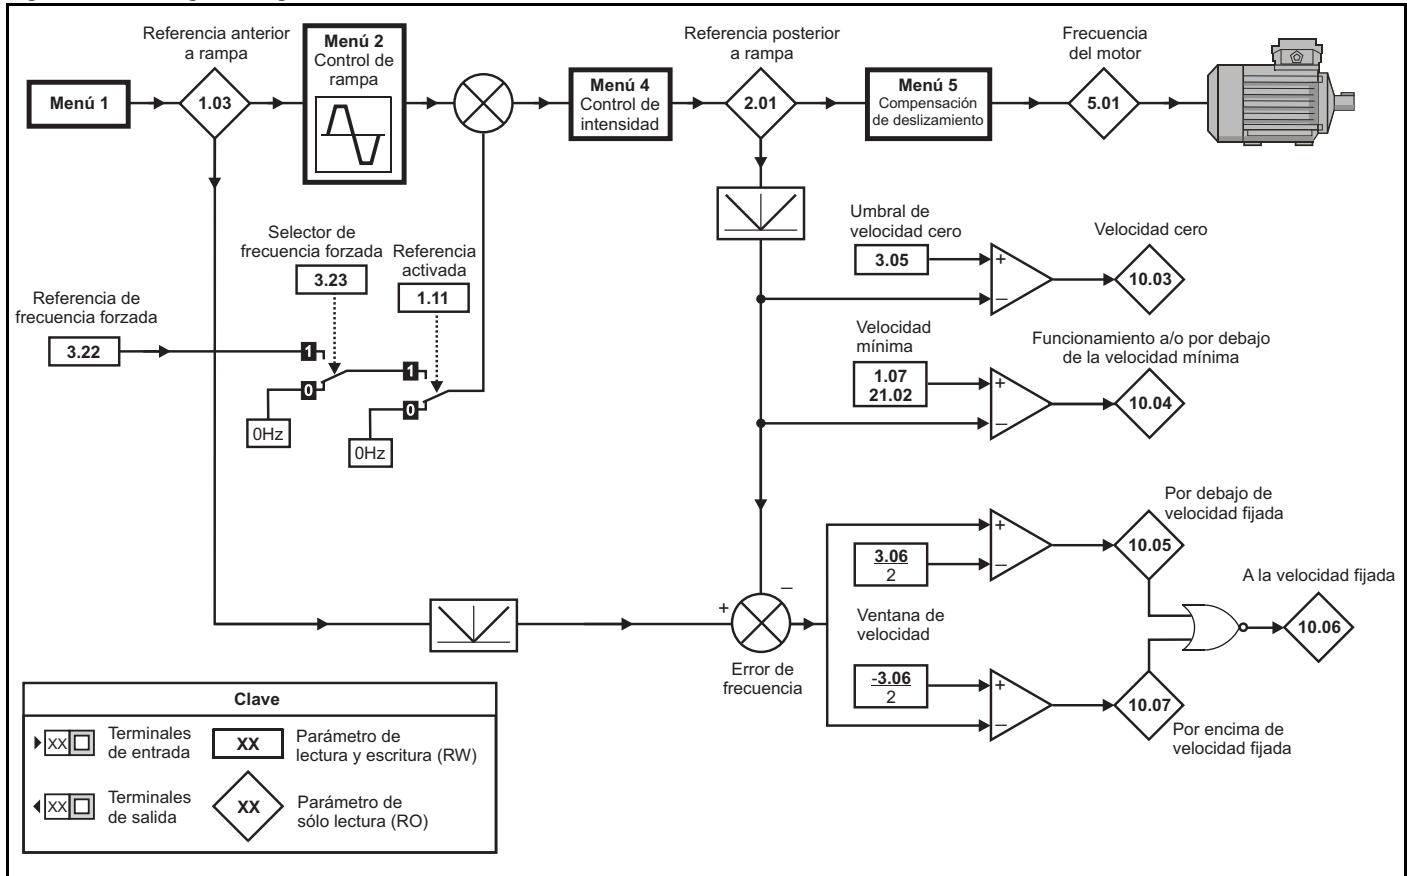 Referencia anterior
a rampa
Menú 1
1.03
Menú 2
Control de
rampa
Menú 4
Control de
intensidad
Referencia posterior
a rampa
2.01
Menú 5
Compensación
de deslizamiento
Frecuencia
del motor
5.01
Selector de
frecuencia forzada
3.23
Referencia
activada
1.11
Referencia de
frecuencia forzada
3.22
1
0
0Hz
1
0
0Hz
Umbral de
velocidad cero
3.05
+
–
Velocidad cero
10.03
Velocidad
mínima
1.07
21.02
+
–
Funcionamiento a/o por debajo
de la velocidad mínima
10.04
Por debajo de
velocidad fijada
3.06
2
+
–
10.05
A la velocidad fijada
10.06
Ventana de
velocidad
+
–
Error de
frecuencia
-3.06
2
+
–
10.07
Por encima de
velocidad fijada
Clave
XX
Terminales
de entrada
XX
Parámetro de
lectura y escritura (RW)
XX
Terminales
de salida
XX
Parámetro de
sólo lectura (RO)